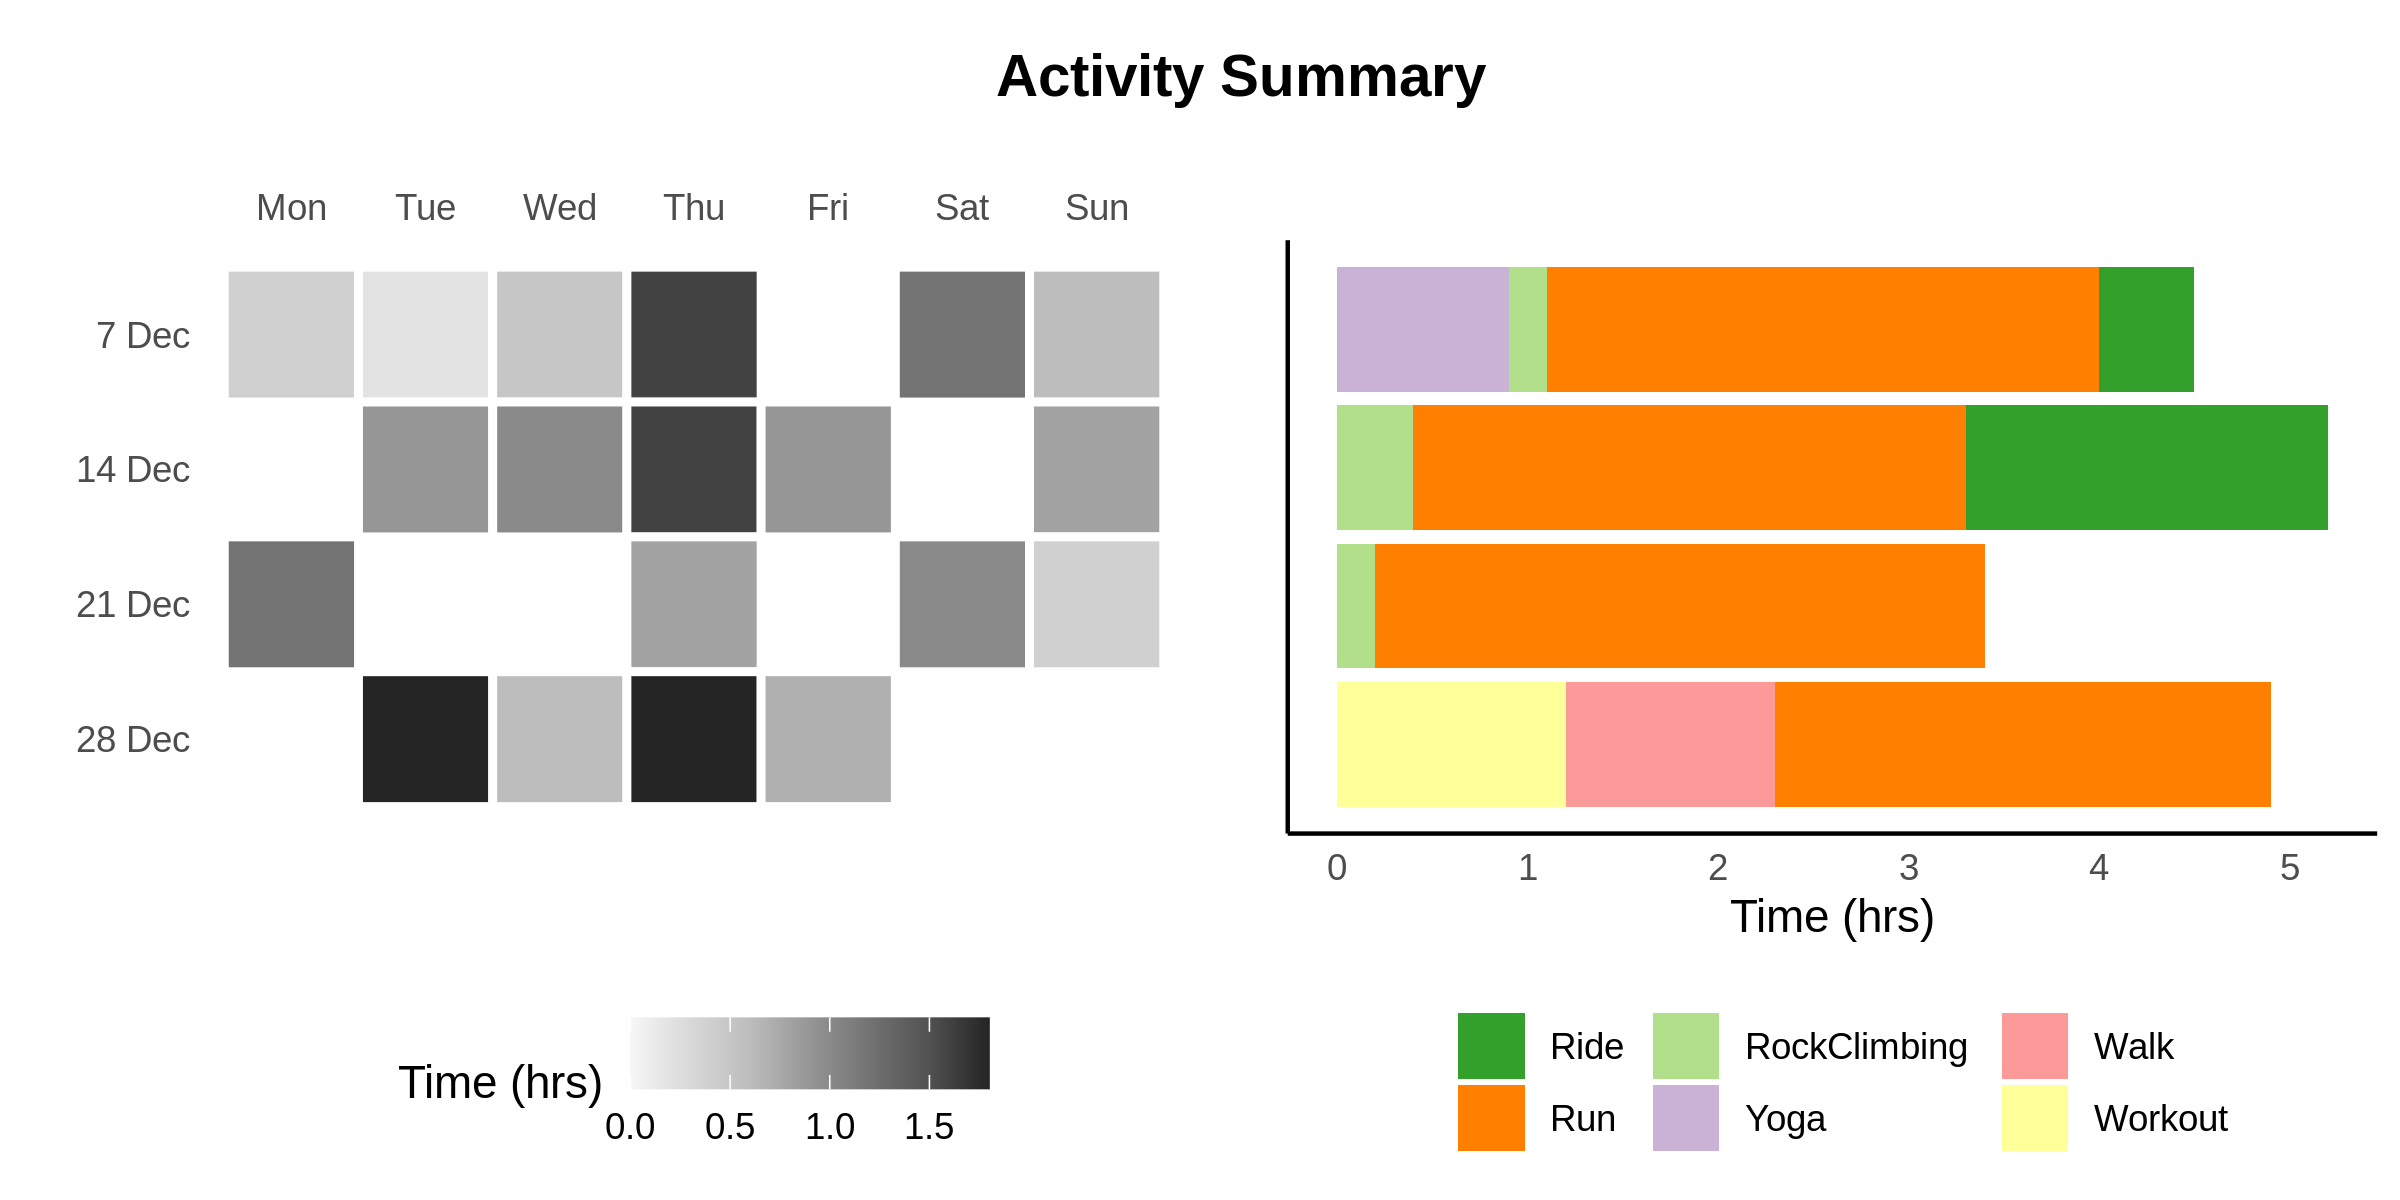 Activity Summary
Mon Tue Wed Thu Fri Sat Sun
7 Dec
14 Dec
21 Dec
28 Dec
0 1 2 3 4 5
Time (hrs)
Time (hrs)
0.0 0.5 1.0 1.5
Ride RockClimbing Walk
Run Yoga Workout